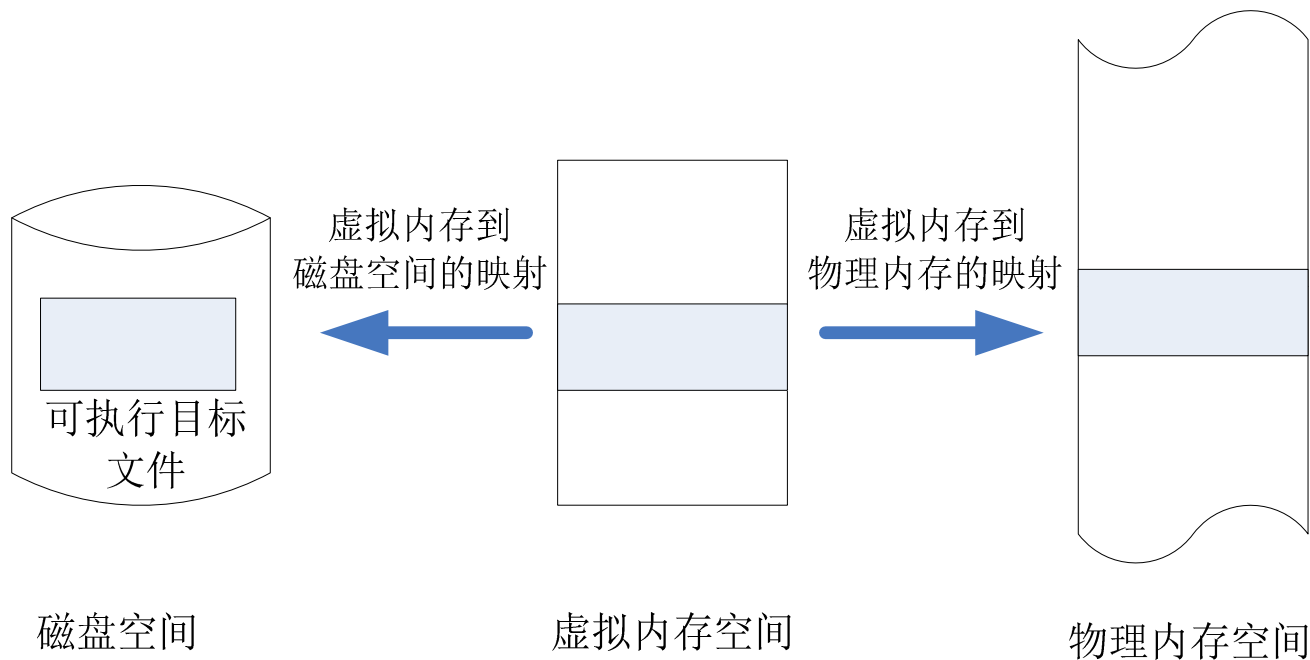 虚拟内存到
磁盘空间的映射
虚拟内存到
物理内存的映射
可执行目标
文件
磁盘空间
虚拟内存空间
物理内存空间